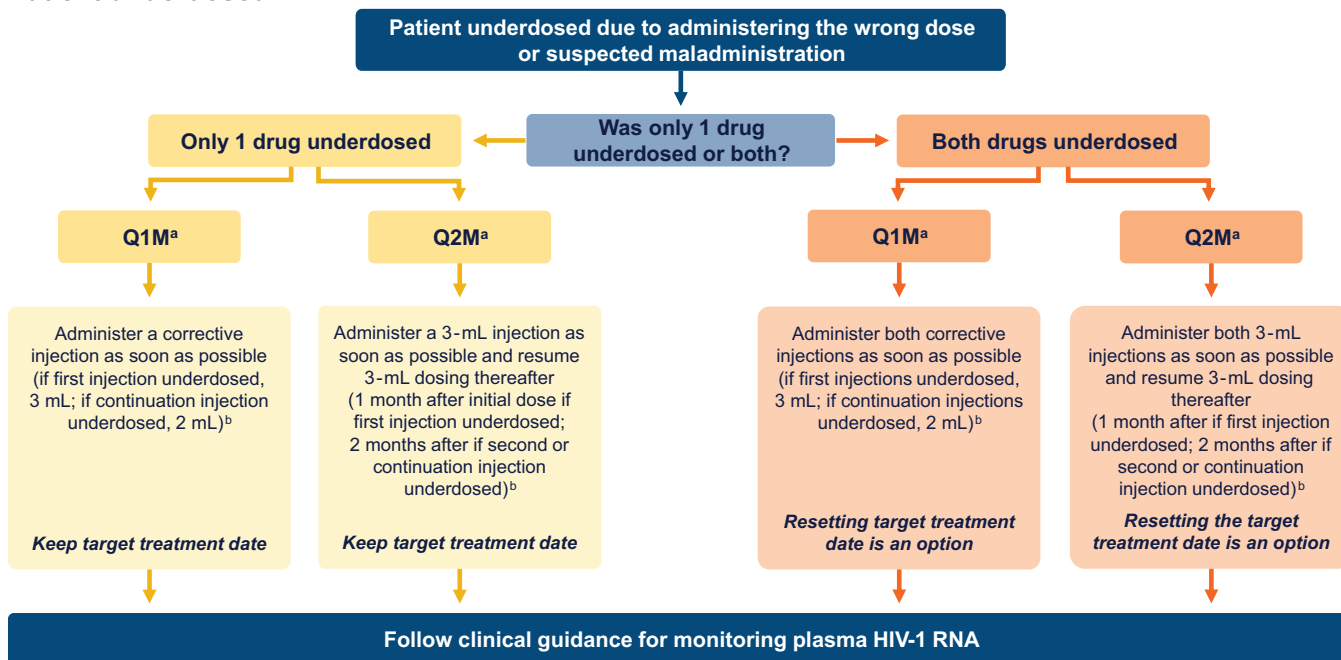 Patient underdosed due to administering the wrong dose
or suspected maladministration
Only 1 drug underdosed
Was only 1 drug
underdosed or both?
Both drugs underdosed
Q1Mᵃ
Q2Mᵃ
Q1Mᵃ
Q2Mᵃ
Administer a corrective
injection as soon as possible
(if first injection underdosed,
3 mL; if continuation injection
underdosed, 2 mL)ᵇ
Keep target treatment date
Administer a 3-mL injection as
soon as possible and resume
3-mL dosing thereafter
(1 month after initial dose if
first injection underdosed;
2 months after if second or
continuation injection
underdosed)ᵇ
Keep target treatment date
Administer both corrective
injections as soon as possible
(if first injections underdosed,
3 mL; if continuation injections
underdosed, 2 mL)ᵇ
Resetting target treatment
date is an option
Administer both 3-mL
injections as soon as possible
and resume 3-mL dosing
thereafter
(1 month after if first injection
underdosed; 2 months after if
second or continuation
injection underdosed)ᵇ
Resetting the target
treatment date is an option
Follow clinical guidance for monitoring plasma HIV-1 RNA